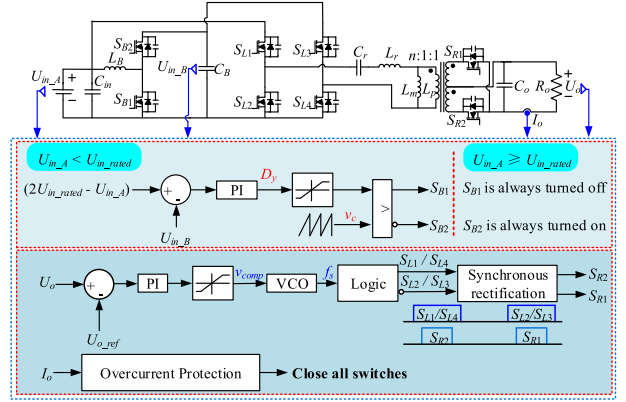 S_B2
L_B
U_in_A
C_in
S_B1
U_in_B
C_B
S_L1
S_L3
S_L2
S_L4
C_r
L_r
n:1:1
L_m
L_p
S_R1
S_R2
C_o
R_o
U_o
I_o
U_in_A < U_in_rated
U_in_A ⩾ U_in_rated
(2U_in_rated - U_in_A)
+
-
PI
D_y
>
S_B1
S_B1 is always turned off
U_in_B
v_c
S_B2
S_B2 is always turned on
U_o
+
-
PI
v_comp
VCO
f_s
Logic
S_L1 / S_L4
S_L2 / S_L3
Synchronous
rectification
S_R2
S_R1
U_o_ref
S_L1/S_L4
S_L2/S_L3
S_R2
S_R1
I_o
Overcurrent Protection
Close all switches